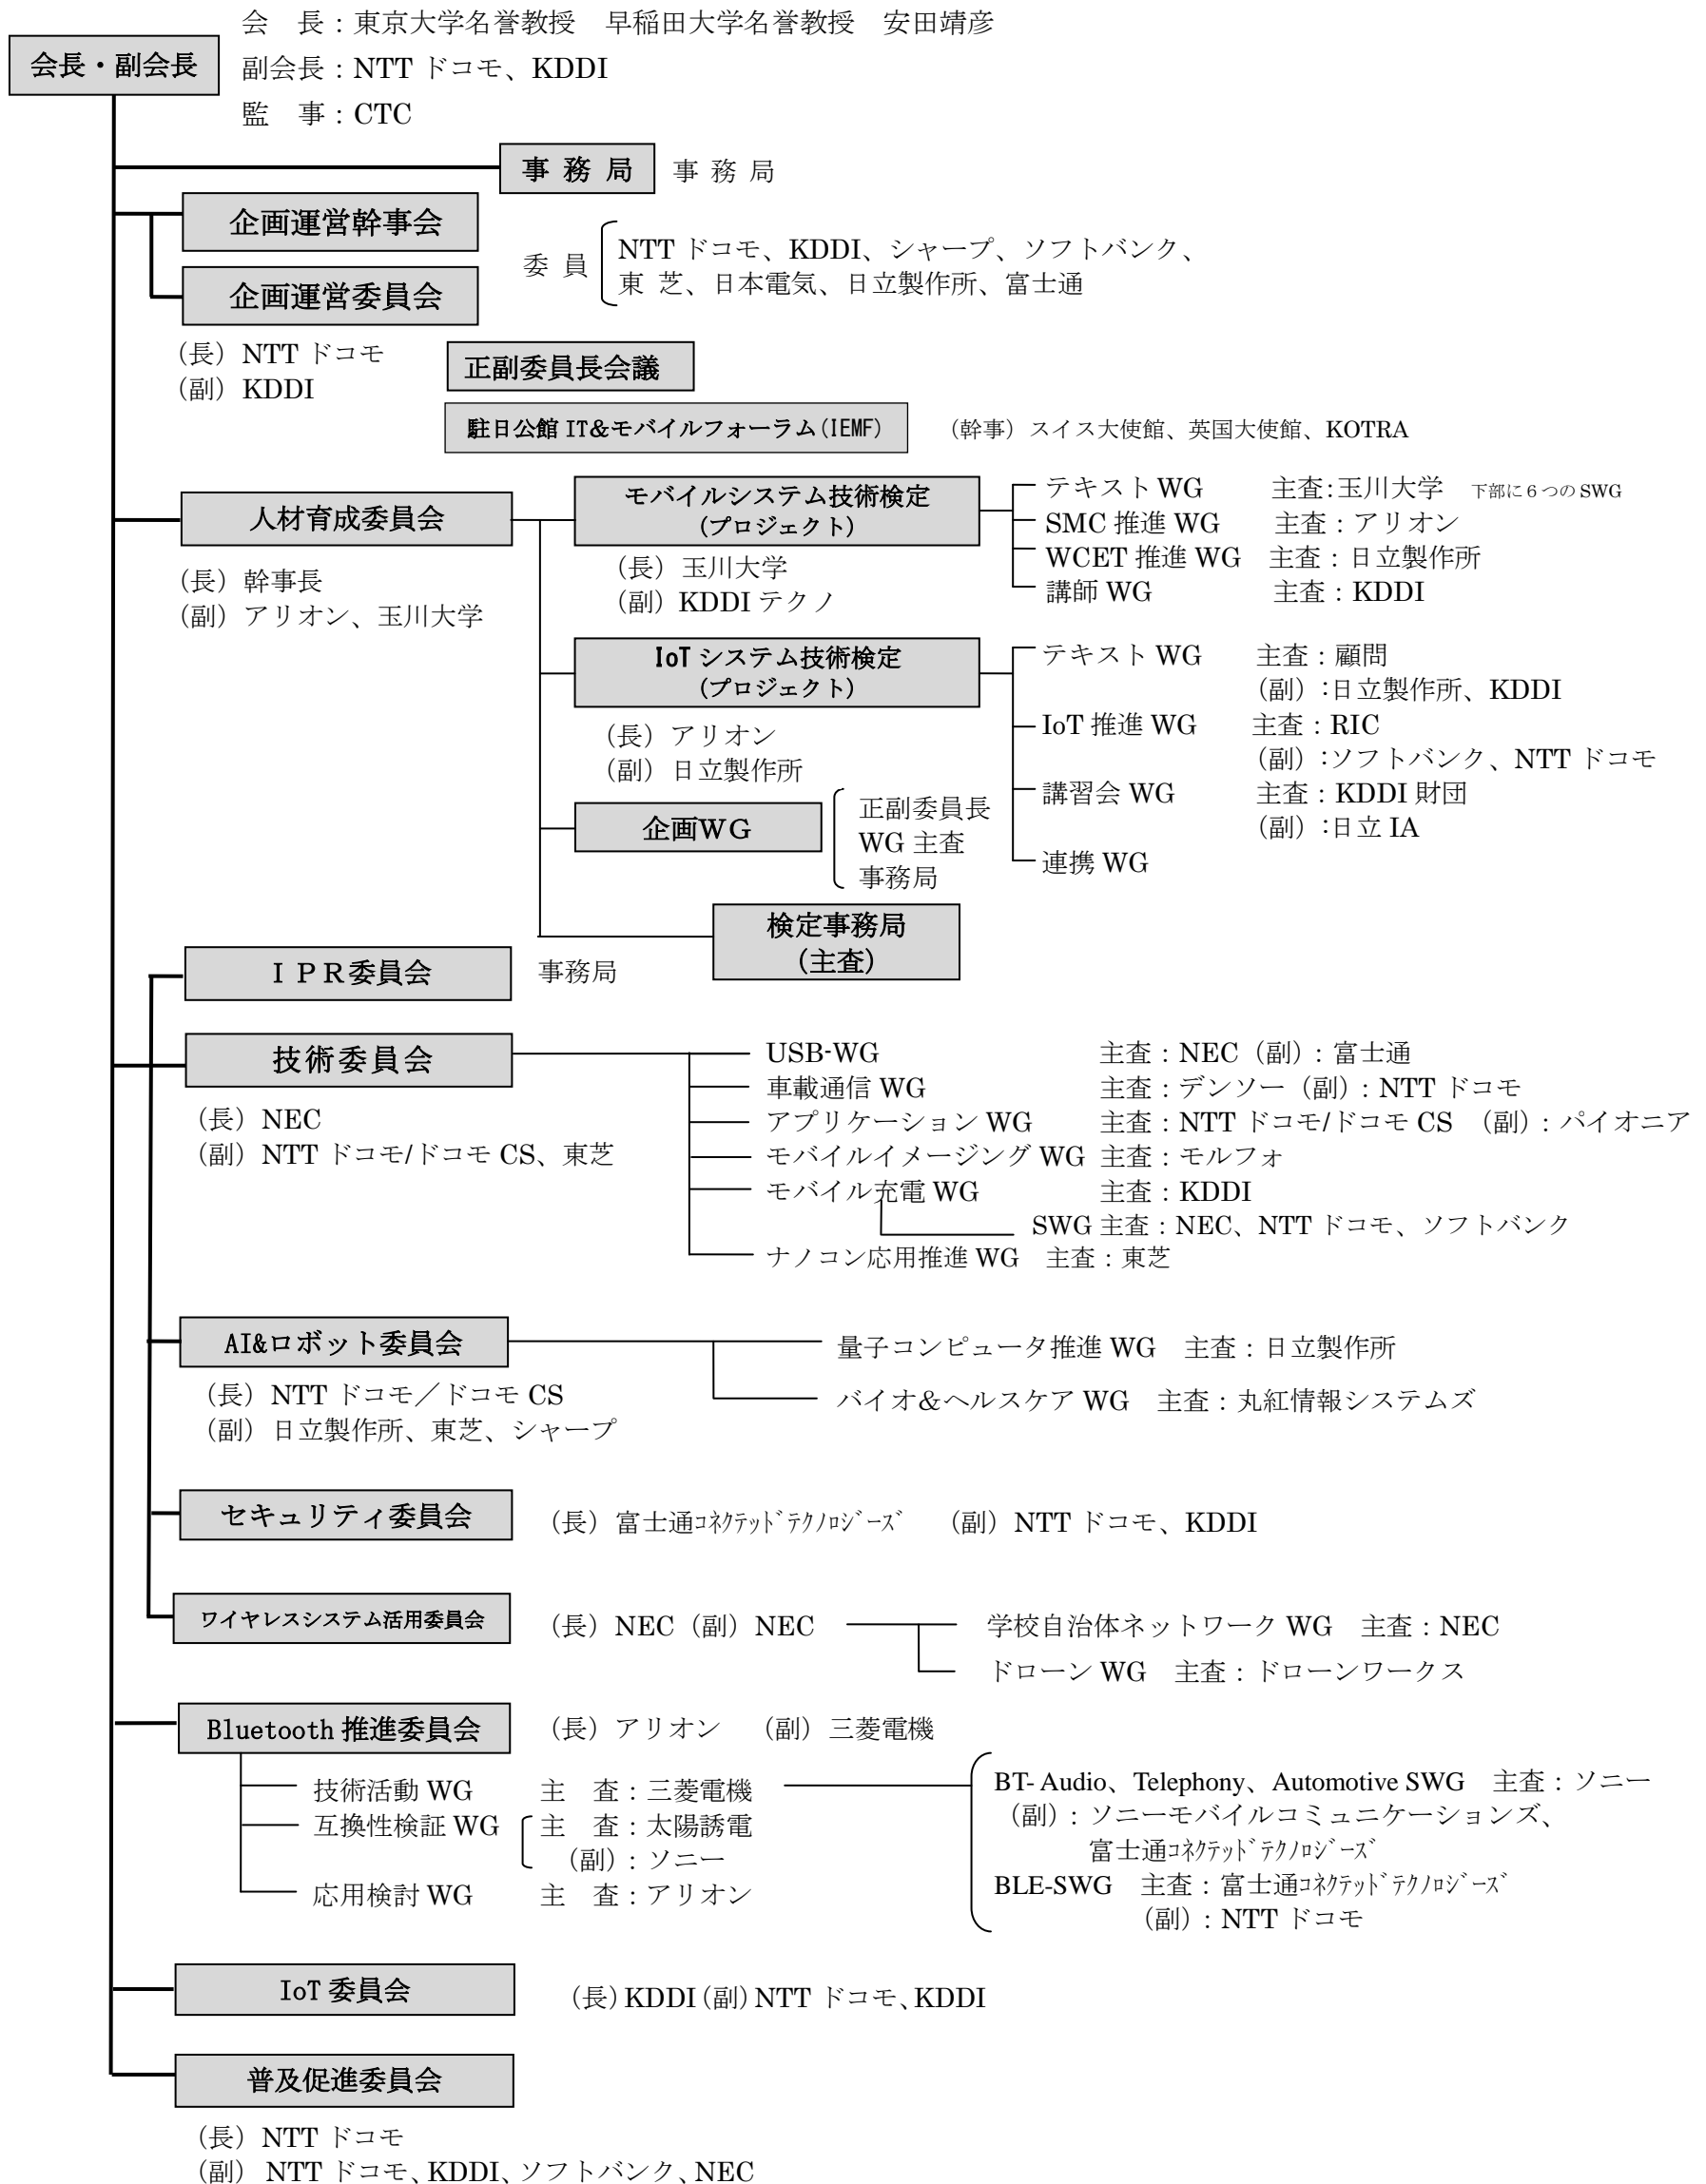 会　長：東京大学名誉教授　早稲田大学名誉教授　安田靖彦
会長・副会長
副会長：NTT ドコモ、KDDI
監　事：CTC
事 務 局　事 務 局
企画運営幹事会
委 員　NTT ドコモ、KDDI、シャープ、ソフトバンク、
東 芝、日本電気、日立製作所、富士通
企画運営委員会
（長）NTT ドコモ
（副）KDDI
正副委員長会議
駐日公館 IT&モバイルフォーラム(IEMF)　（幹事）スイス大使館、英国大使館、KOTRA
人材育成委員会
（長）幹事長
（副）アリオン、玉川大学
モバイルシステム技術検定
(プロジェクト)
（長）玉川大学
（副）KDDI テクノ
テキスト WG　主査：玉川大学　下部に６つの SWG
SMC 推進 WG　主査：アリオン
WCET 推進 WG　主査：日立製作所
講師 WG　主査：KDDI
IoT システム技術検定
(プロジェクト)
（長）アリオン
（副）日立製作所
テキスト WG　主査：顧問
（副）：日立製作所、KDDI
IoT 推進 WG　主査：RIC
（副）：ソフトバンク、NTT ドコモ
講習会 WG　主査：KDDI 財団
（副）：日立 IA
連携 WG
企画WG
正副委員長
WG 主査
事務局
検定事務局
(主査)
ＩＰＲ委員会　事務局
技術委員会
（長）NEC
（副）NTT ドコモ/ドコモ CS、東芝
USB-WG　主査：NEC（副）：富士通
車載通信 WG　主査：デンソー（副）：NTT ドコモ
アプリケーション WG　主査：NTT ドコモ/ドコモ CS　（副）：パイオニア
モバイルイメージング WG　主査：モルフォ
モバイル充電 WG　主査：KDDI
SWG 主査：NEC、NTT ドコモ、ソフトバンク
ナノコン応用推進 WG　主査：東芝
AI&ロボット委員会
（長）NTT ドコモ／ドコモ CS
（副）日立製作所、東芝、シャープ
量子コンピュータ推進 WG　主査：日立製作所
バイオ&ヘルスケア WG　主査：丸紅情報システムズ
セキュリティ委員会　（長）富士通ｺﾈｸﾃｯﾄﾞﾃｸﾉﾛｼﾞｰｽﾞ　（副）NTT ドコモ、KDDI
ワイヤレスシステム活用委員会　（長）NEC（副）NEC
学校自治体ネットワーク WG　主査：NEC
ドローン WG　主査：ドローンワークス
Bluetooth 推進委員会　（長）アリオン　（副）三菱電機
技術活動 WG　主　査：三菱電機
互換性検証 WG　主　査：太陽誘電
（副）：ソニー
応用検討 WG　主　査：アリオン
BT- Audio、Telephony、Automotive SWG　主査：ソニー
（副）：ソニーモバイルコミュニケーションズ、
富士通ｺﾈｸﾃｯﾄﾞﾃｸﾉﾛｼﾞｰｽﾞ
BLE-SWG　主査：富士通ｺﾈｸﾃｯﾄﾞﾃｸﾉﾛｼﾞｰｽﾞ
（副）：NTT ドコモ
IoT 委員会　（長）KDDI（副）NTT ドコモ、KDDI
普及促進委員会
（長）NTT ドコモ
（副） NTT ドコモ、KDDI、ソフトバンク、NEC